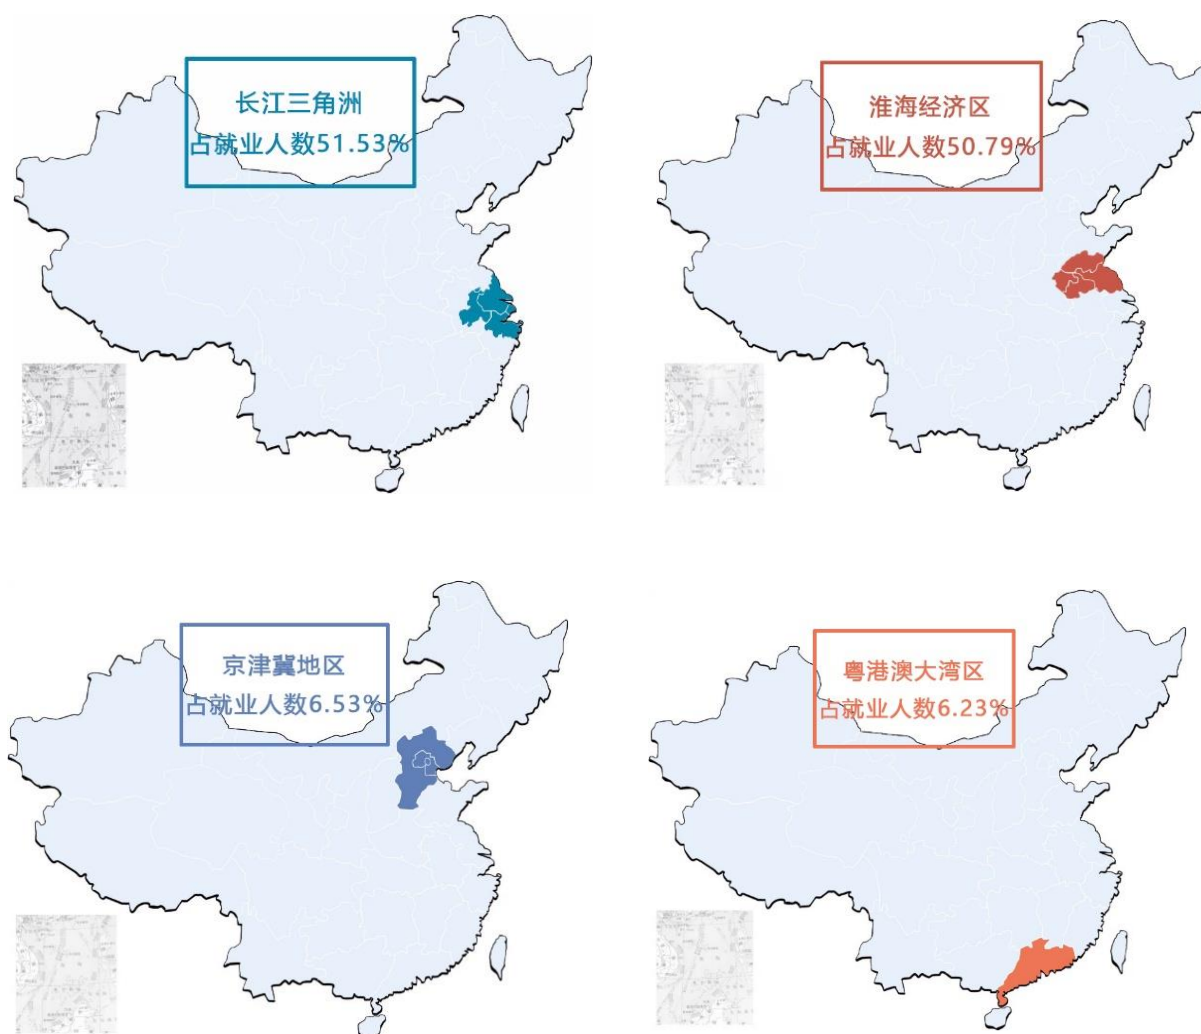 长江三角洲
占就业人数51.53%
淮海经济区
占就业人数50.79%
京津冀地区
占就业人数6.53%
粤港澳大湾区
占就业人数6.23%